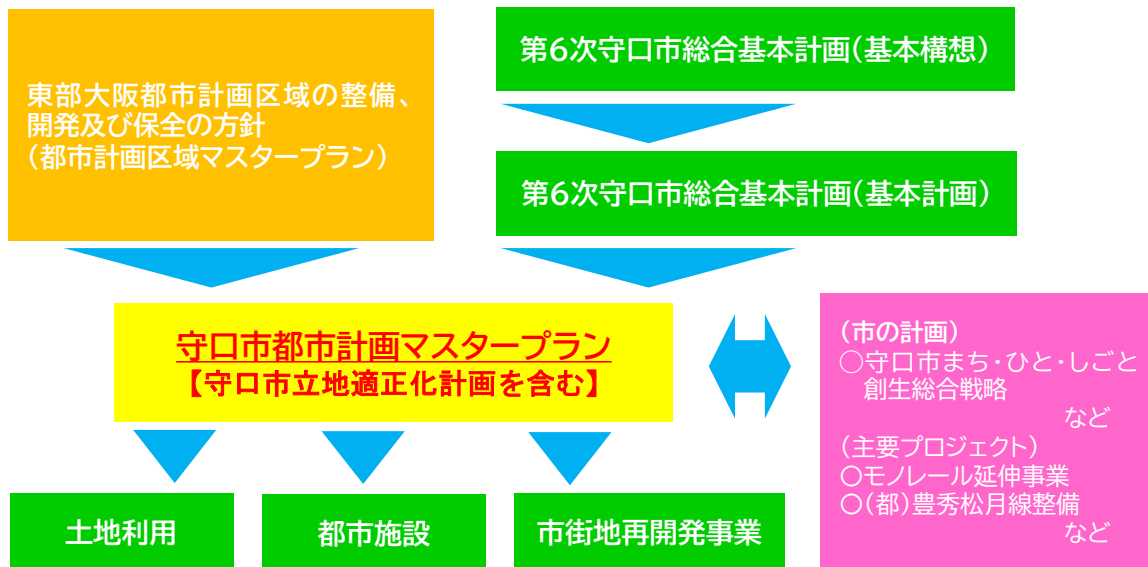 東部大阪都市計画区域の整備、
開発及び保全の方針
（都市計画区域マスタープラン）
第6次守口市総合基本計画（基本構想）
第6次守口市総合基本計画（基本計画）
守口市都市計画マスタープラン
【守口市立地適正化計画を含む】
（市の計画）
○守口市まち・ひと・しごと
創生総合戦略
など
（主要プロジェクト）
○モノレール延伸事業
○（都）豊秀松月線整備
など
土地利用
都市施設
市街地再開発事業